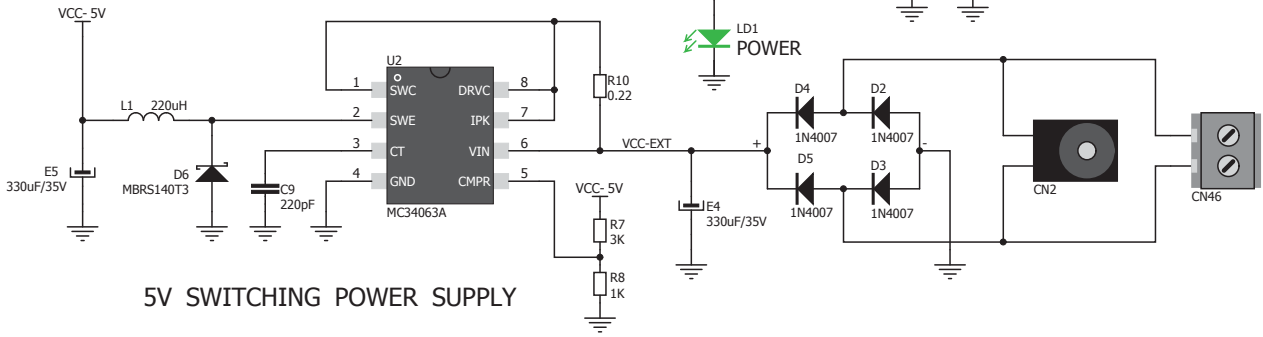 VCC- 5V
LD1
POWER
U2
1 SWC DRVC 8
R10
0.22
D4
D2
L1 220uH
2 SWE IPK 7
1N4007
1N4007
3 CT VIN 6
VCC-EXT
+
-
E5
330uF/35V
D6
MBRS140T3
C9
220pF
4 GND CMPR 5
MC34063A
VCC- 5V
R7
3K
E4
330uF/35V
D5
D3
1N4007
1N4007
CN2
CN46
R8
1K
5V SWITCHING POWER SUPPLY